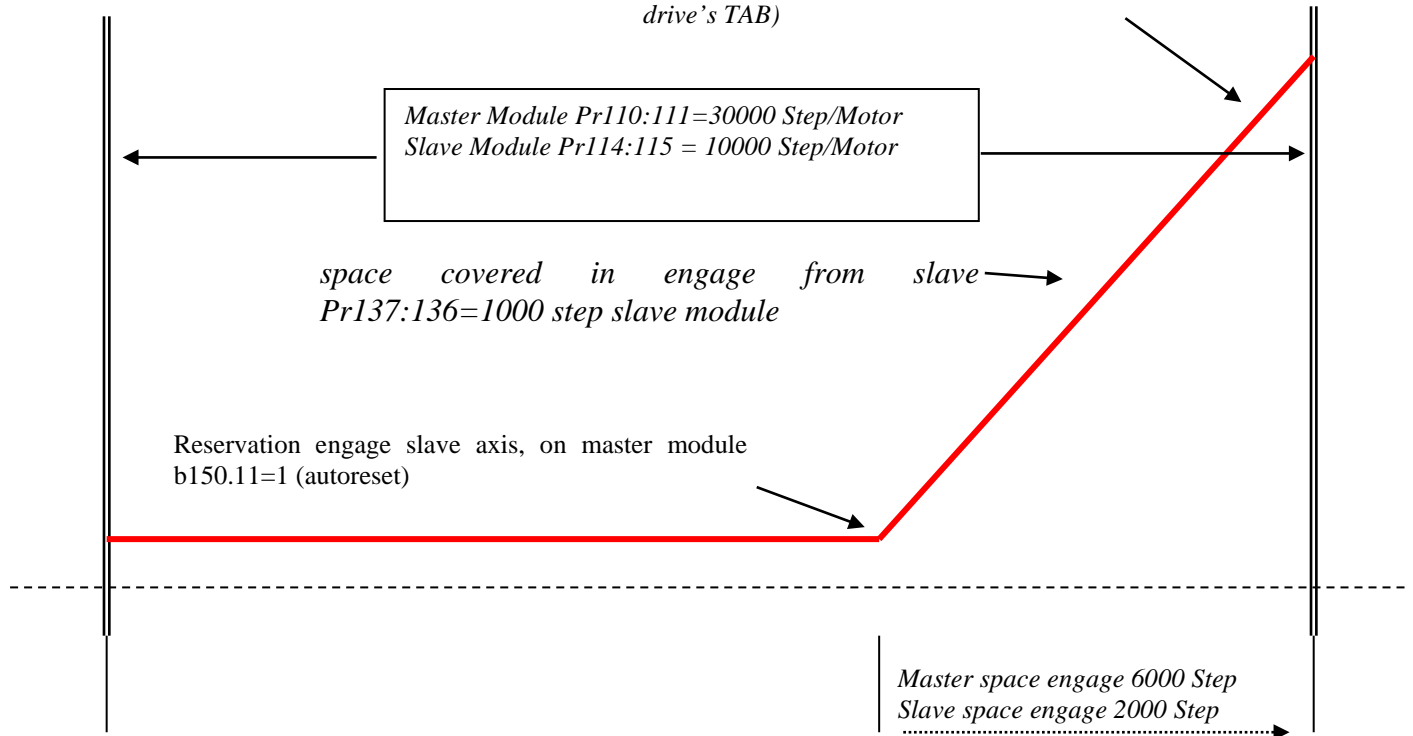 drive’s TAB)
Master Module Pr110:111=30000 Step/Motor
Slave Module Pr114:115 = 10000 Step/Motor
space covered in engage from slave
Pr137:136=1000 step slave module
Reservation engage slave axis, on master module
b150.11=1 (autoreset)
Master space engage 6000 Step
Slave space engage 2000 Step